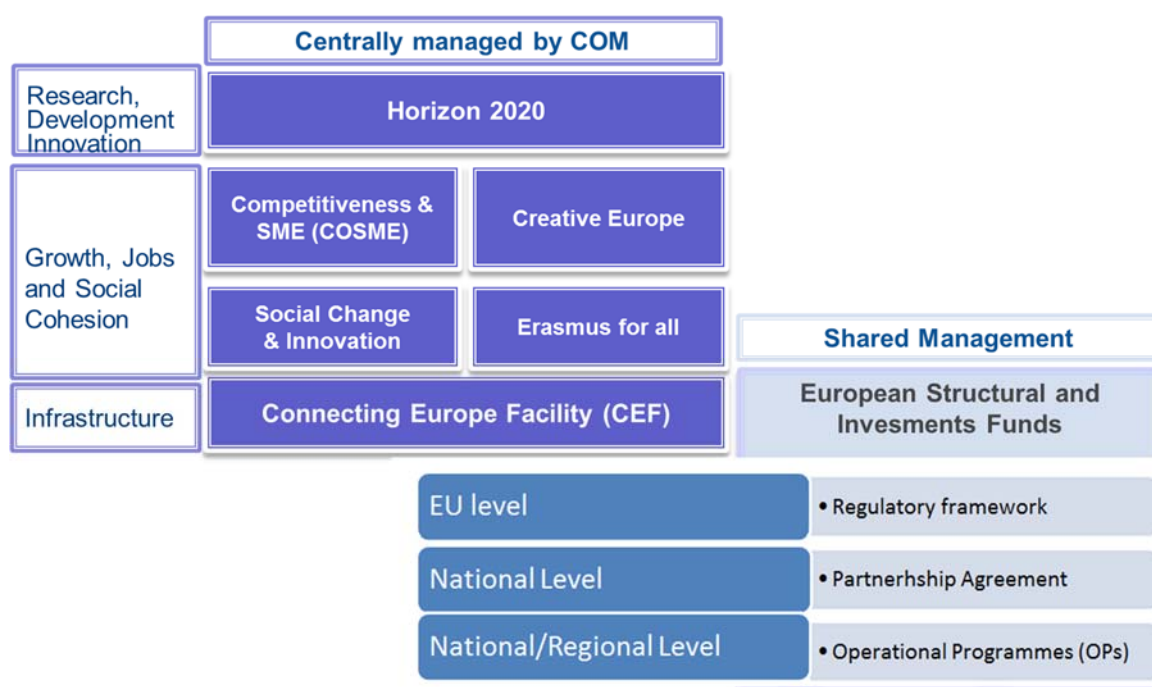 Centrally managed by COM
Research,
Development
Innovation
Horizon 2020
Growth, Jobs
and Social
Cohesion
Competitiveness &
SME (COSME)
Creative Europe
Social Change
& Innovation
Erasmus for all
Infrastructure
Connecting Europe Facility (CEF)
Shared Management
European Structural and
Invesments Funds
EU level
• Regulatory framework
National Level
• Partnerhship Agreement
National/Regional Level
• Operational Programmes (OPs)